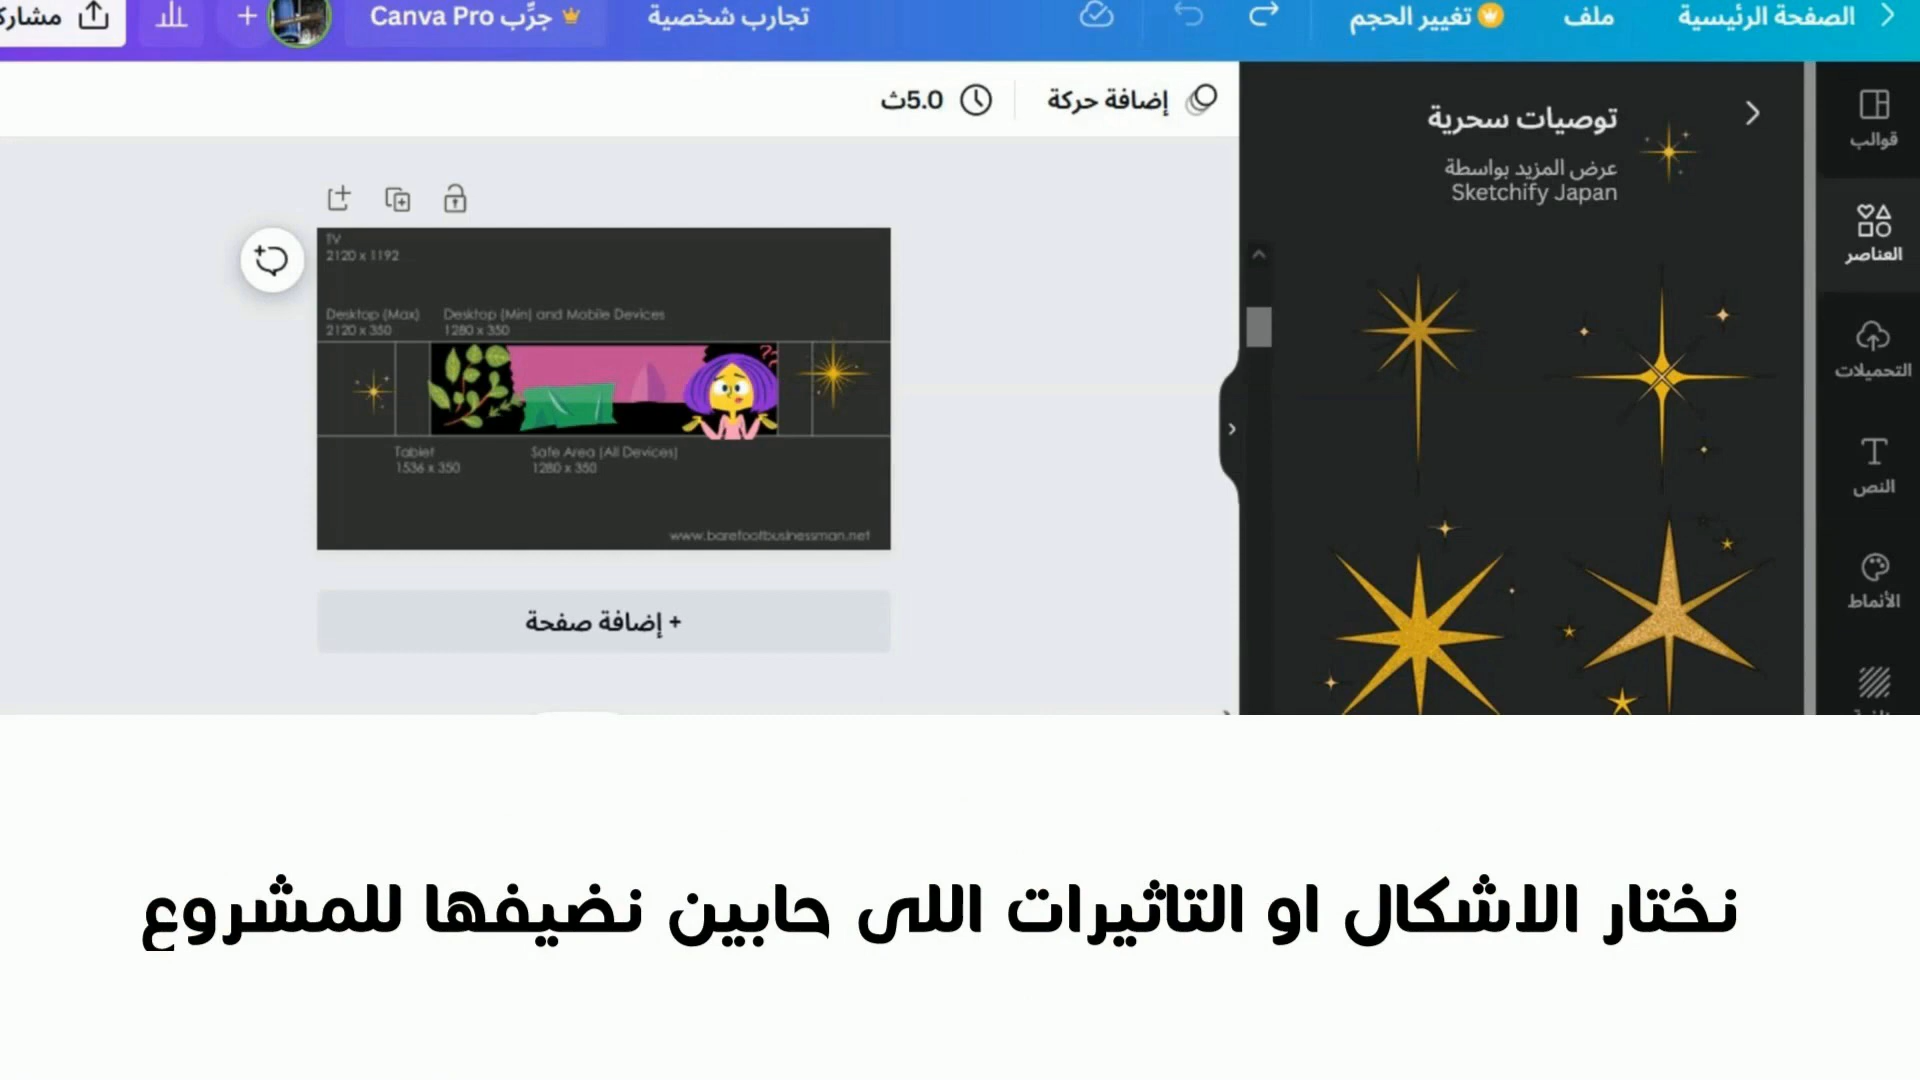 الصفحة الرئيسية
ملف
تغيير الحجم
تجارب شخصية
جرِّب Canva Pro
إضافة حركة
5.0ث
توصيات سحرية
عرض المزيد بواسطة
Sketchify Japan
قوالب
العناصر
التحميلات
النص
الأنماط
TV
2120 x 1192
Desktop (Max)
2120 x 350
Desktop (Min) and Mobile Devices
1280 x 350
Tablet
1536 x 350
Safe Area (All Devices)
1280 x 350
www.barefootbusinessman.net
+ إضافة صفحة
نختار الاشكال او التاثيرات اللى حابين نضيفها للمشروع